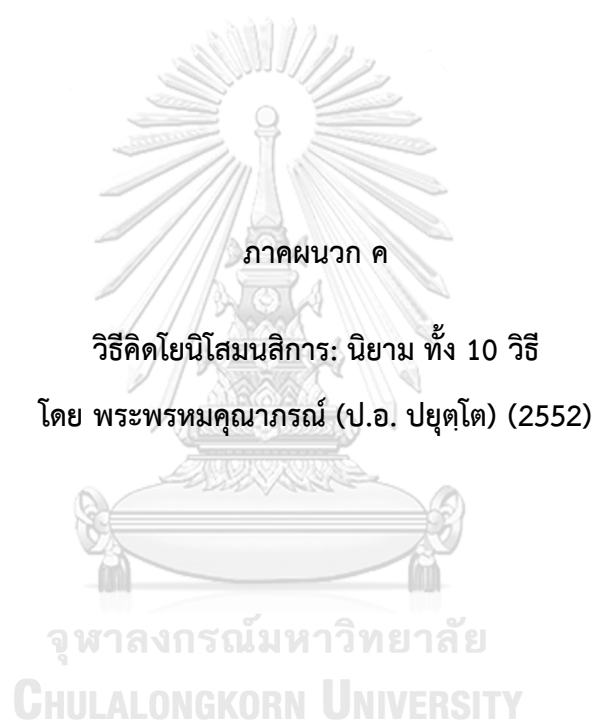 ภาคผนวก ค
วิธีคิดโยนิโสมนสิการ: นิยาม ทั้ง 10 วิธี
โดย พระพรหมคุณาภรณ์ (ป.อ. ปยุตฺโต) (2552)
จุฬาลงกรณ์มหาวิทยาลัย
CHULALONGKORN UNIVERSITY